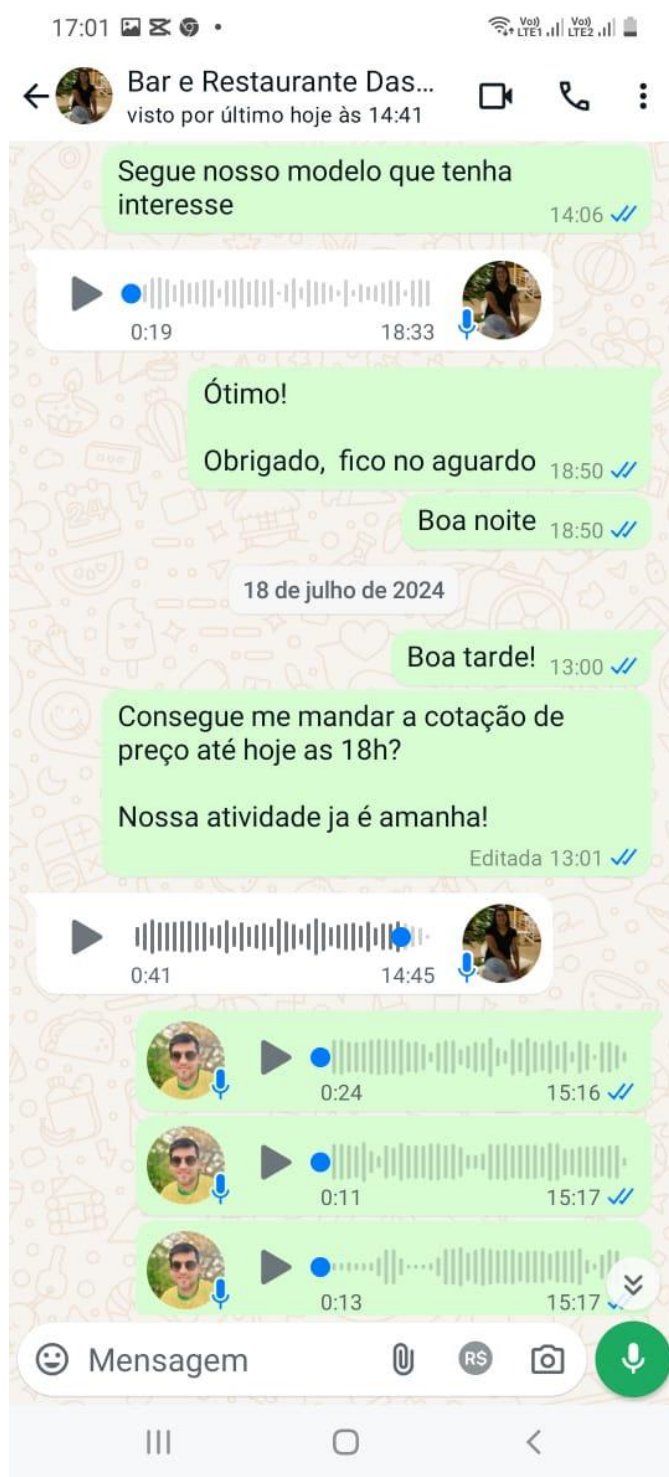 17:01 Vo)) LTE1 Vo)) LTE2
Bar e Restaurante Das...
visto por último hoje às 14:41
Segue nosso modelo que tenha
interesse
14:06
0:19 18:33
Ótimo!
Obrigado, fico no aguardo 18:50
Boa noite 18:50
18 de julho de 2024
Boa tarde! 13:00
Consegue me mandar a cotação de
preço até hoje as 18h?
Nossa atividade ja é amanha!
Editada 13:01
0:41 14:45
0:24 15:16
0:11 15:17
0:13 15:17
Mensagem R$